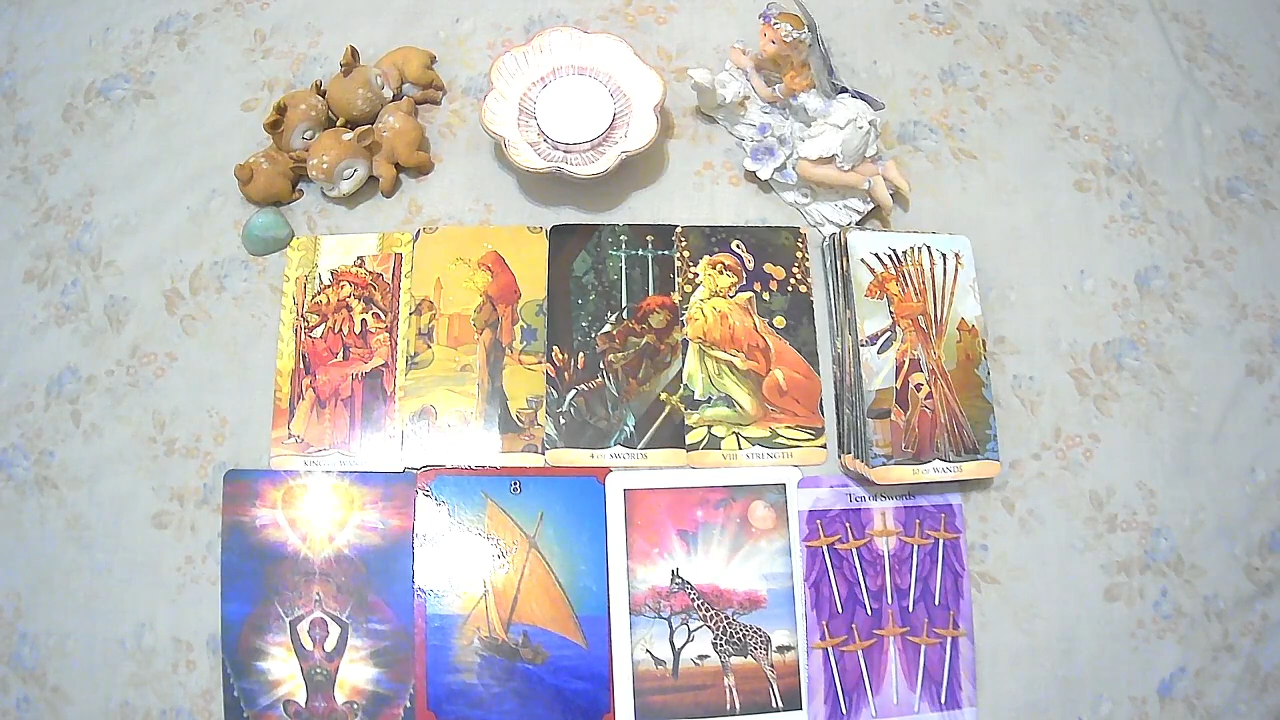 KING OF WANDS
4 OF SWORDS
VIII STRENGTH
10 OF WANDS
8
Ten of Swords